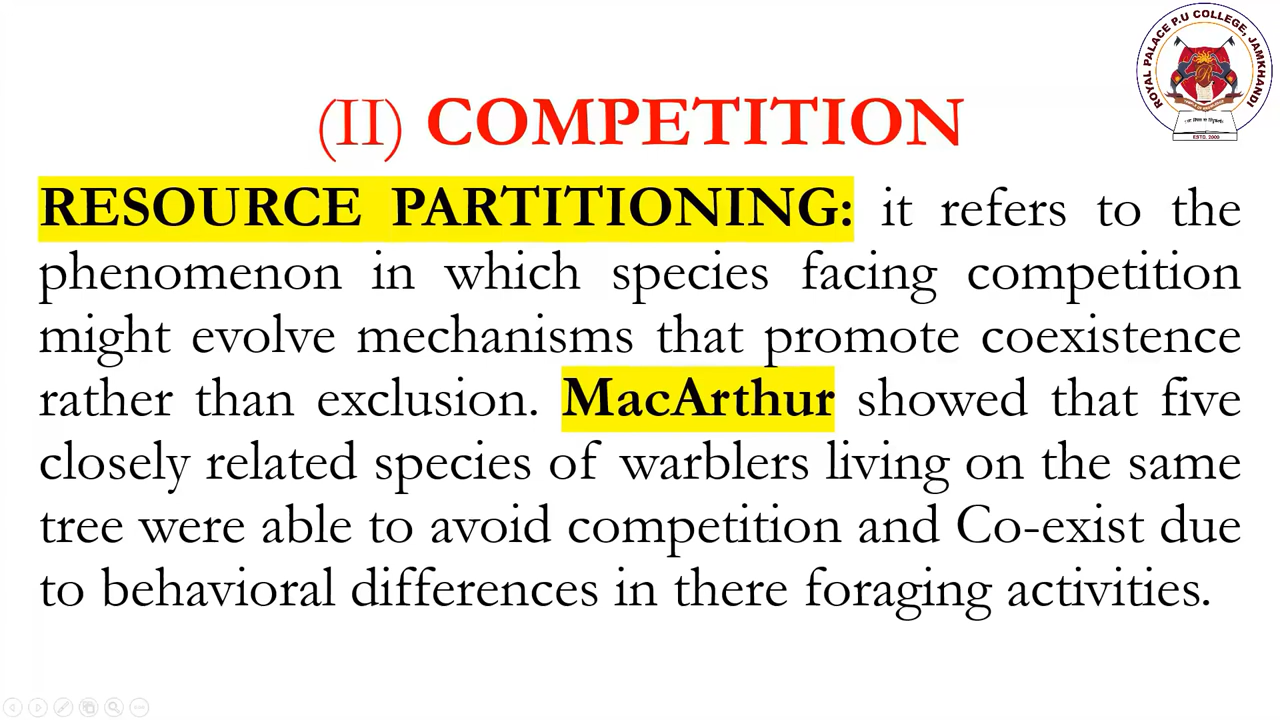 ROYAL PALACE P.U COLLEGE, JAMKHANDI
ESTD. 2009
(II) COMPETITION
RESOURCE PARTITIONING: it refers to the
phenomenon in which species facing competition
might evolve mechanisms that promote coexistence
rather than exclusion. MacArthur showed that five
closely related species of warblers living on the same
tree were able to avoid competition and Co-exist due
to behavioral differences in there foraging activities.